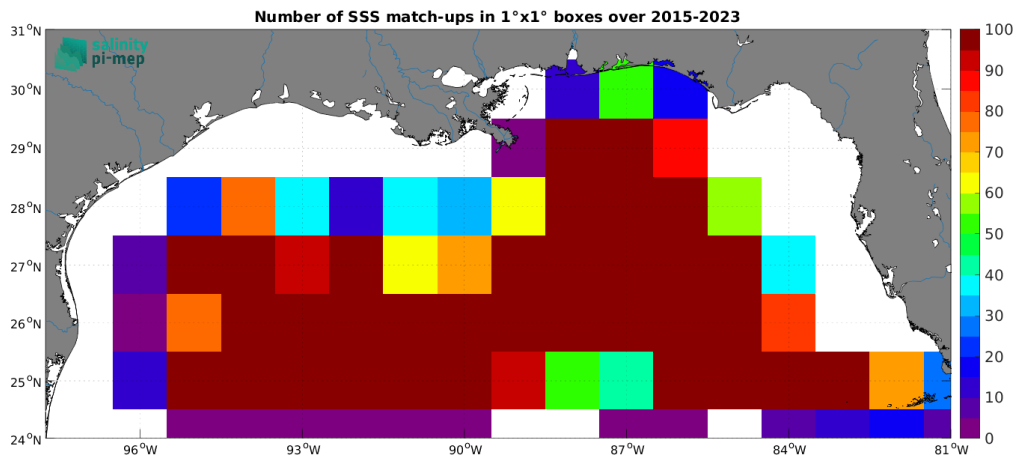 Number of SSS match-ups in 1°x1° boxes over 2015-2023
salinity
pi-mep
31°N
30°N
29°N
28°N
27°N
26°N
25°N
24°N
96°W
93°W
90°W
87°W
84°W
81°W
100
90
80
70
60
50
40
30
20
10
0